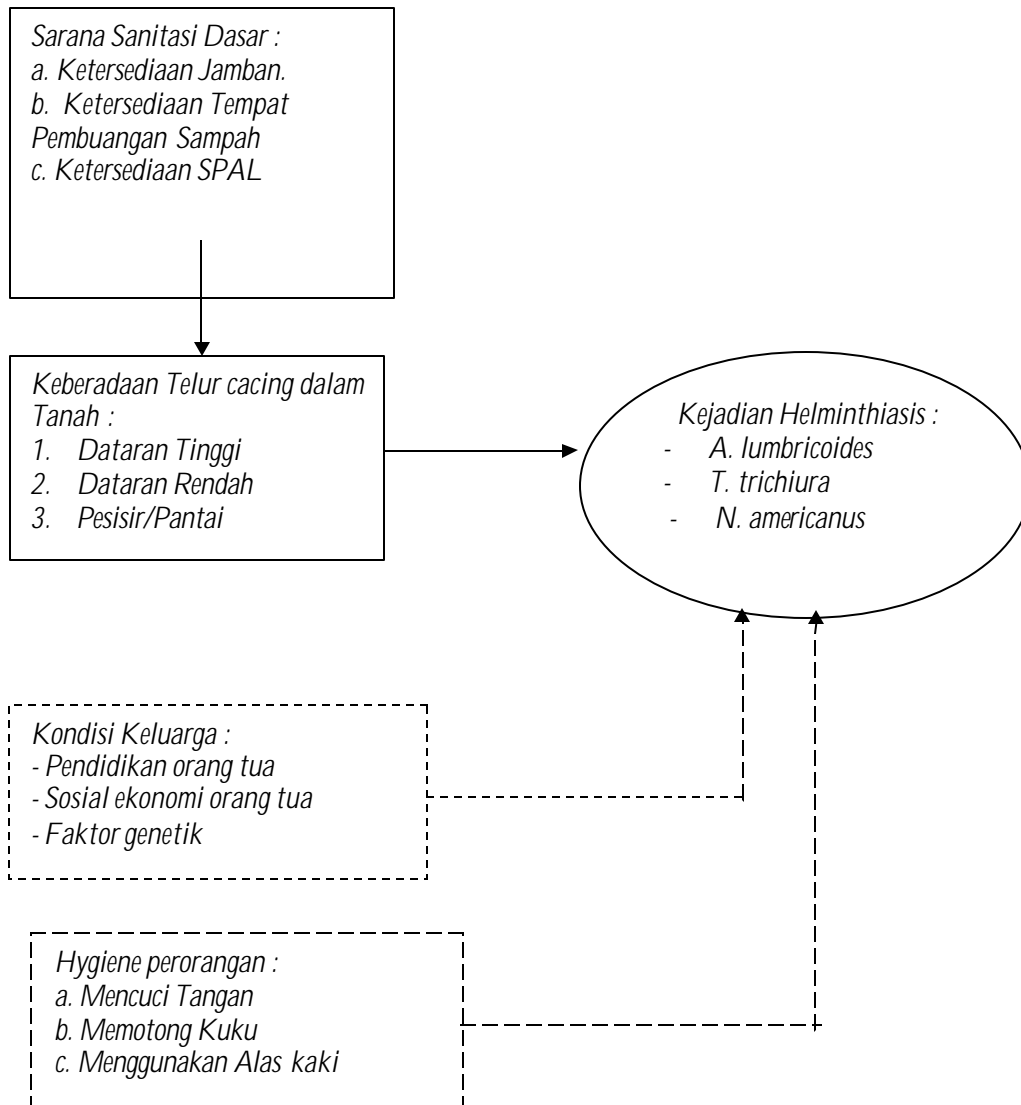 Sarana Sanitasi Dasar :
a. Ketersediaan Jamban.
b. Ketersediaan Tempat
Pembuangan Sampah
c. Ketersediaan SPAL
Keberadaan Telur cacing dalam
Tanah :
1. Dataran Tinggi
2. Dataran Rendah
3. Pesisir/Pantai
Kejadian Helminthiasis :
- A. lumbricoides
- T. trichiura
- N. americanus
Kondisi Keluarga :
- Pendidikan orang tua
- Sosial ekonomi orang tua
- Faktor genetik
Hygiene perorangan :
a. Mencuci Tangan
b. Memotong Kuku
c. Menggunakan Alas kaki